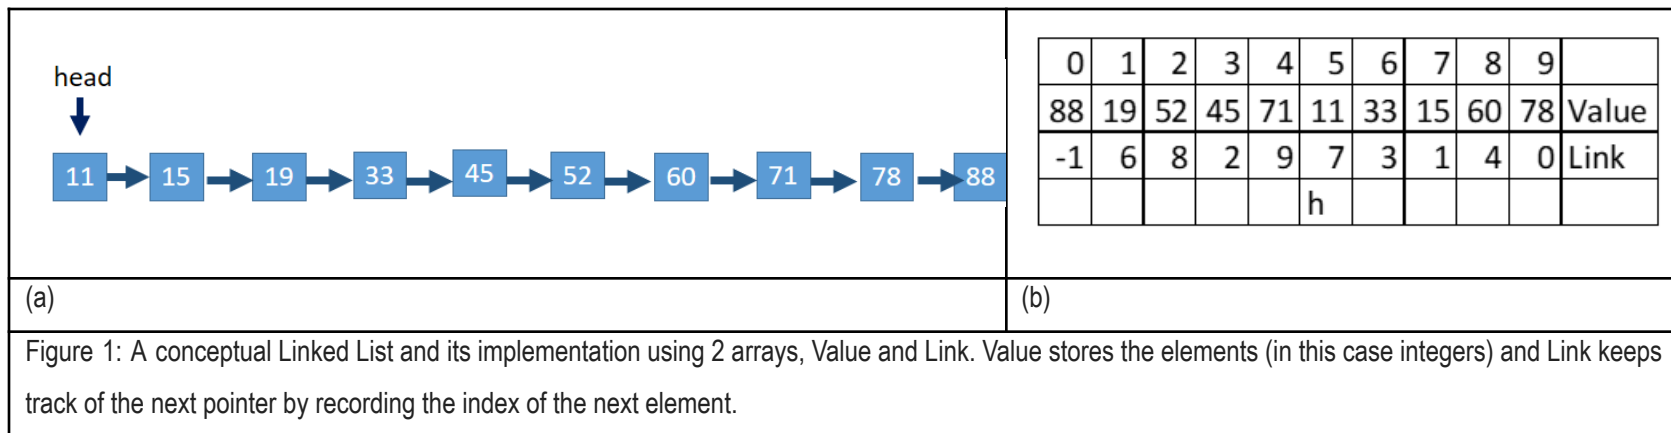 head
11 15 19 33 45 52 60 71 78 88
0 1 2 3 4 5 6 7 8 9
88 19 52 45 71 11 33 15 60 78 Value
-1 6 8 2 9 7 3 1 4 0 Link
h
(a)
(b)
Figure 1: A conceptual Linked List and its implementation using 2 arrays, Value and Link. Value stores the elements (in this case integers) and Link keeps
track of the next pointer by recording the index of the next element.